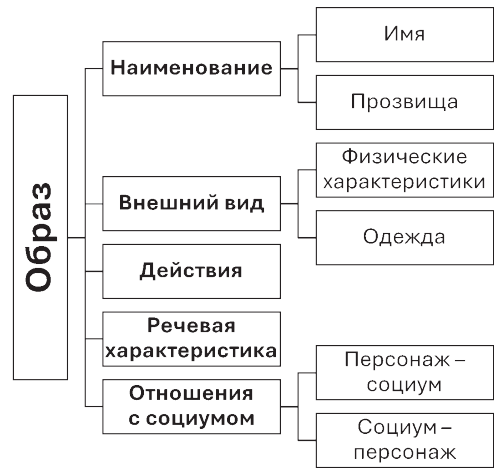 Образ
Наименование
Имя
Прозвища
Внешний вид
Физические
характеристики
Одежда
Действия
Речевая
характеристика
Отношения
с социумом
Персонаж –
социум
Социум –
персонаж